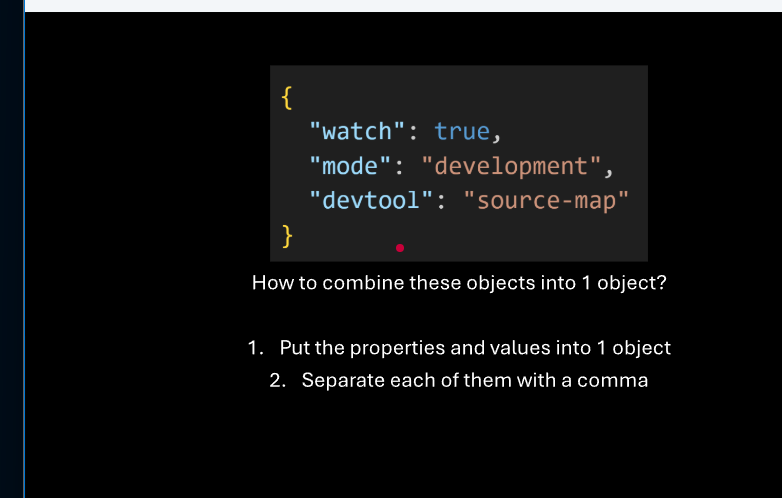 {
"watch": true,
"mode": "development",
"devtool": "source-map"
}
How to combine these objects into 1 object?
1. Put the properties and values into 1 object
2. Separate each of them with a comma